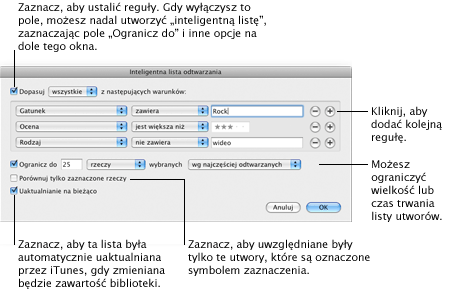 Zaznacz, aby ustalić reguły. Gdy wyłączysz to
pole, możesz nadal utworzyć „inteligentną listę”,
zaznaczając pole „Ogranicz do” i inne opcje na
dole tego okna.
Inteligentna lista odtwarzania
Dopasuj wszystkie z następujących warunków:
Gatunek zawiera Rock
Ocena jest większa niż ★★★
Rodzaj nie zawiera wideo
Kliknij, aby
dodać kolejną
regułę.
Ogranicz do 25 rzeczy wybranych wg najczęściej odtwarzanych
Porównuj tylko zaznaczone rzeczy
Uaktualnianie na bieżąco
Anuluj OK
Możesz
ograniczyć
wielkość lub
czas trwania
listy utworów.
Zaznacz, aby ta lista była
automatycznie uaktualniana
przez iTunes, gdy zmieniana
będzie zawartość biblioteki.
Zaznacz, aby uwzględniane były
tylko te utwory, które są oznaczone
symbolem zaznaczenia.